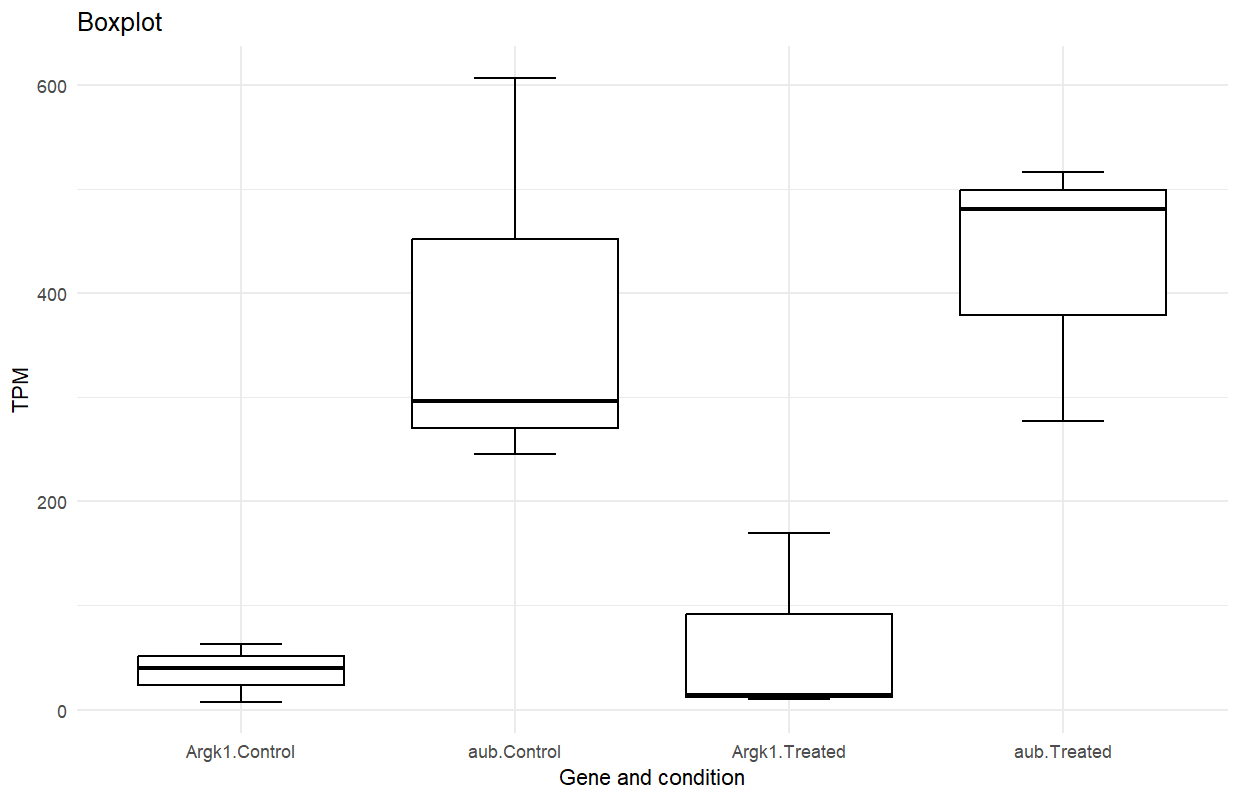 Boxplot
600
400
200
0
TPM
Argk1.Control
aub.Control
Argk1.Treated
aub.Treated
Gene and condition